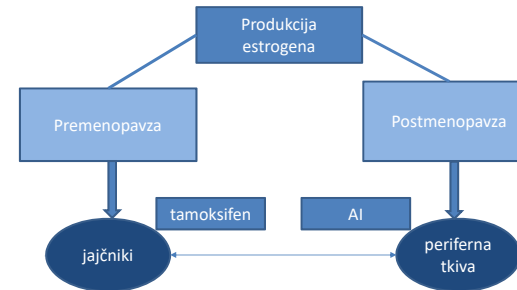 Produkcija
estrogena
Premenopavza
Postmenopavza
tamoksifen
AI
jajčniki
periferna
tkiva